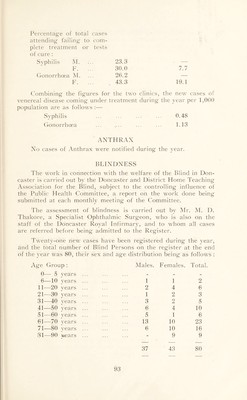 Percentage of total cases
attending failing to com-
plete treatment or tests
of cure:
Syphilis M. 23.3 —
F. 30.0 7.7
Gonorrhœa M. 26.2 —
F. 43.3 19.1
Combining the figures for the two clinics, the new cases of
venereal disease coming under treatment during the year per 1,000
population are as follows:—
Syphilis 0.48
Gonorrhœa 1.13
ANTHRAX
No cases of Anthrax were notified during the year.
BLINDNESS
The work in connection with the welfare of the Blind in Don-
caster is carried out by the Doncaster and District Home Teaching
Association for the Blind, subject to the controlling influence of
the Public Health Committee, a report on the work done being
submitted at each monthly meeting of the Committee.
The assessment of blindness is carried out by Mr. M. D.
Thakore, a Specialist Ophthalmic Surgeon, who is also on the
staff of the Doncaster Royal Infirmary, and to whom all cases
are referred before being admitted to the Register.
Twenty-one new cases have been registered during the year,
and the total number of Blind Persons on the register at the end
of the year was 80, their sex and age distribution being as follows:
Age Group: Males. Females. Total.
0— 5 years - - -
6—10 years 1 1 2
11—20 years 2 4 6
21—30 years 1 2 3
31—40 years 3 2 5
41—50 years 6 4 10
51—60 years 5 1 6
61—70 years 13 10 23
71—80 years 6 10 16
81—90 years - 9 9
37 43 80
93